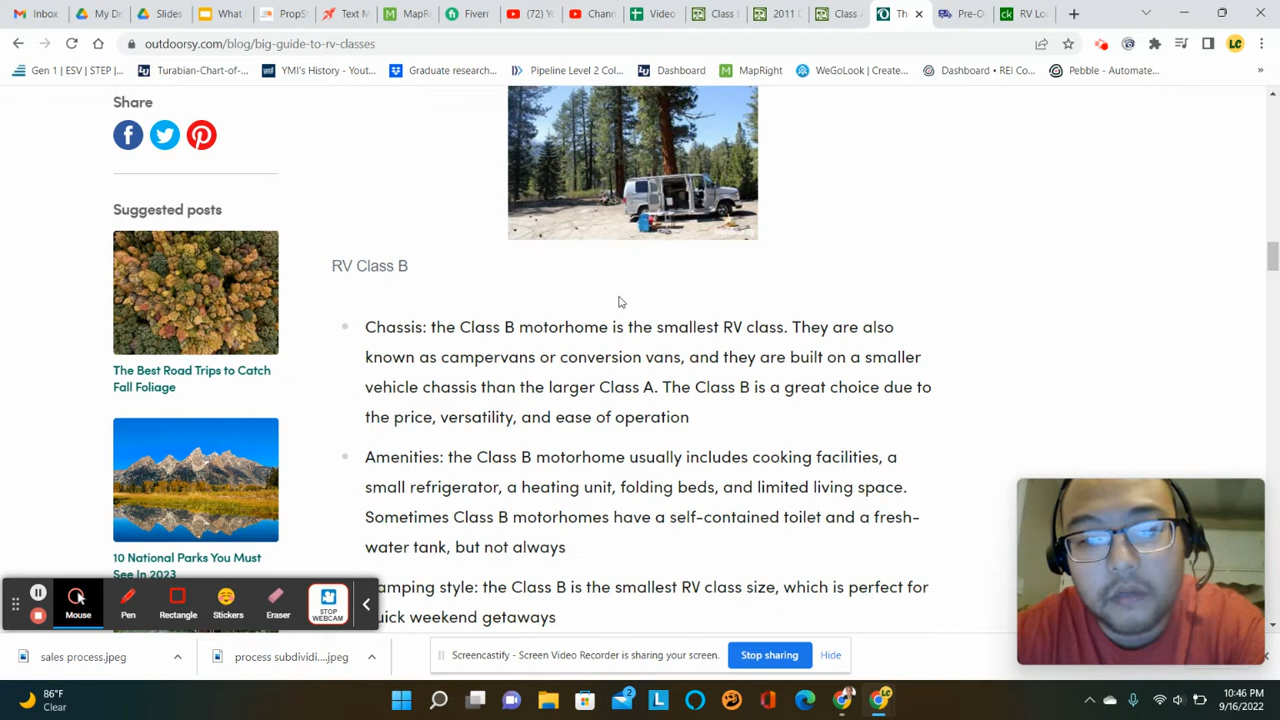 Inbox
My Dr
Slides
What
PropS
Text M
MapRi
Fiverr
(72) Yo
Chann
Video
Class
2011 D
Class A
Th
Pre-O
RV Lo
outdoorsy.com/blog/big-guide-to-rv-classes
LC
Gen 1 | ESV | STEP |...
Turabian-Chart-of-...
YMI's History - Yout...
Graduate research...
Pipeline Level 2 Col...
Dashboard
MapRight
WeGoLook | Create...
Dashboard • REI Co...
Pebble - Automate...
Share
Suggested posts
The Best Road Trips to Catch
Fall Foliage
10 National Parks You Must
See In 2023
RV Class B
Chassis: the Class B motorhome is the smallest RV class. They are also
known as campervans or conversion vans, and they are built on a smaller
vehicle chassis than the larger Class A. The Class B is a great choice due to
the price, versatility, and ease of operation
Amenities: the Class B motorhome usually includes cooking facilities, a
small refrigerator, a heating unit, folding beds, and limited living space.
Sometimes Class B motorhomes have a self-contained toilet and a fresh-
water tank, but not always
amping style: the Class B is the smallest RV class size, which is perfect for
uick weekend getaways
Mouse
Pen
Rectangle
Stickers
Eraser
STOP
WEBCAM
sales process.jpeg
process subdividi....jpeg
Screencastify - Screen Video Recorder is sharing your screen.
Stop sharing
Hide
86°F
Clear
10:46 PM
9/16/2022